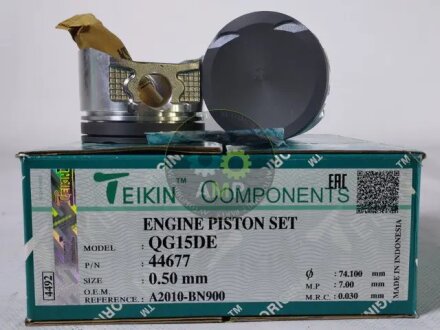 TEIKIN™ COMPONENTS
EAC
ENGINE PISTON SET
MODEL : QG15DE
P/N : 44677
SIZE : 0.50 mm
O.E.M. REFERENCE : A2010-BN900
Ø : 74.100 mm
M.P : 7.00 mm
M.R.C : 0.030 mm
MADE IN INDONESIA
4492
TEIKIN